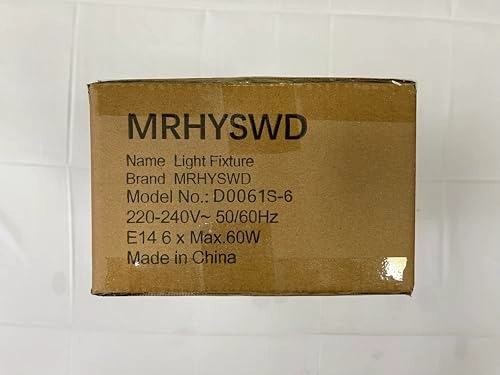 MRHYSWD
Name Light Fixture
Brand MRHYSWD
Model No.: D0061S-6
220-240V~ 50/60Hz
E14 6 x Max.60W
Made in China